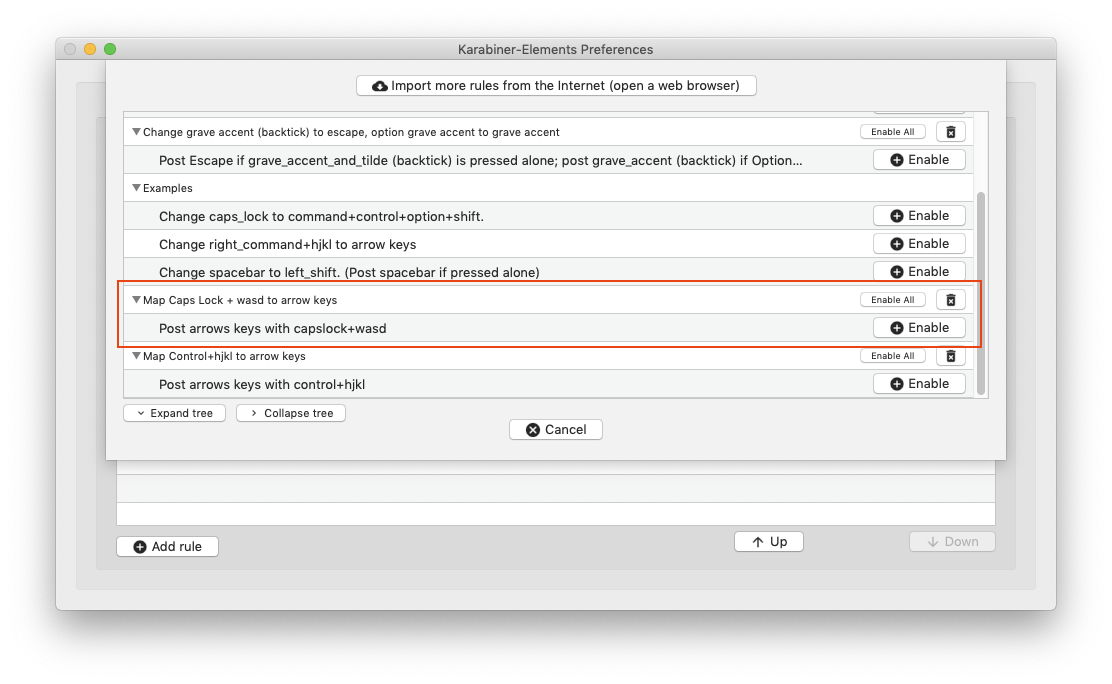 Karabiner-Elements Preferences
Import more rules from the Internet (open a web browser)
Change grave accent (backtick) to escape, option grave accent to grave accent
Enable All
Post Escape if grave_accent_and_tilde (backtick) is pressed alone; post grave_accent (backtick) if Option...
Enable
Examples
Change caps_lock to command+control+option+shift.
Enable
Change right_command+hjkl to arrow keys
Enable
Change spacebar to left_shift. (Post spacebar if pressed alone)
Enable
Map Caps Lock + wasd to arrow keys
Enable All
Post arrows keys with capslock+wasd
Enable
Map Control+hjkl to arrow keys
Enable All
Post arrows keys with control+hjkl
Enable
Expand tree
Collapse tree
Cancel
Add rule
Up
Down